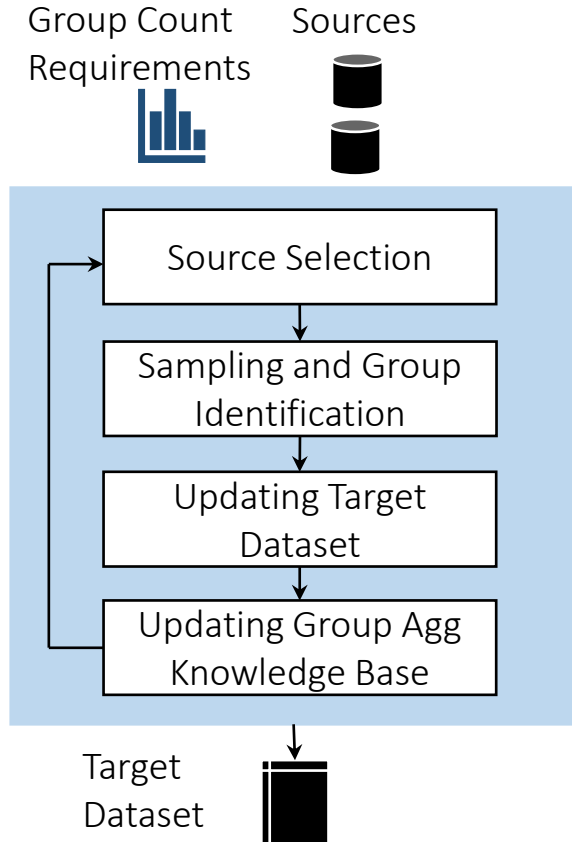 Group Count
Requirements
Sources
Source Selection
Sampling and Group
Identification
Updating Target
Dataset
Updating Group Agg
Knowledge Base
Target
Dataset